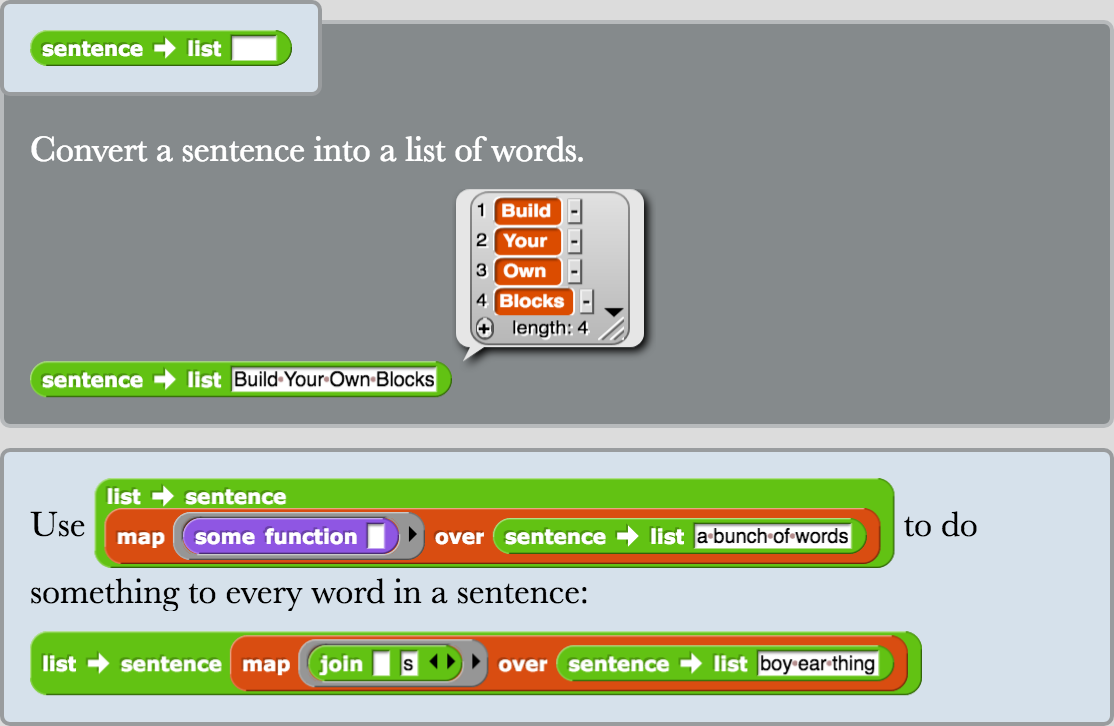 sentence ➔ list
Convert a sentence into a list of words.
1 Build -
2 Your -
3 Own -
4 Blocks -
+ length: 4
sentence ➔ list Build·Your·Own·Blocks
list ➔ sentence
Use map some function over sentence ➔ list a·bunch·of·words to do
something to every word in a sentence:
list ➔ sentence map join s over sentence ➔ list boy·ear·thing